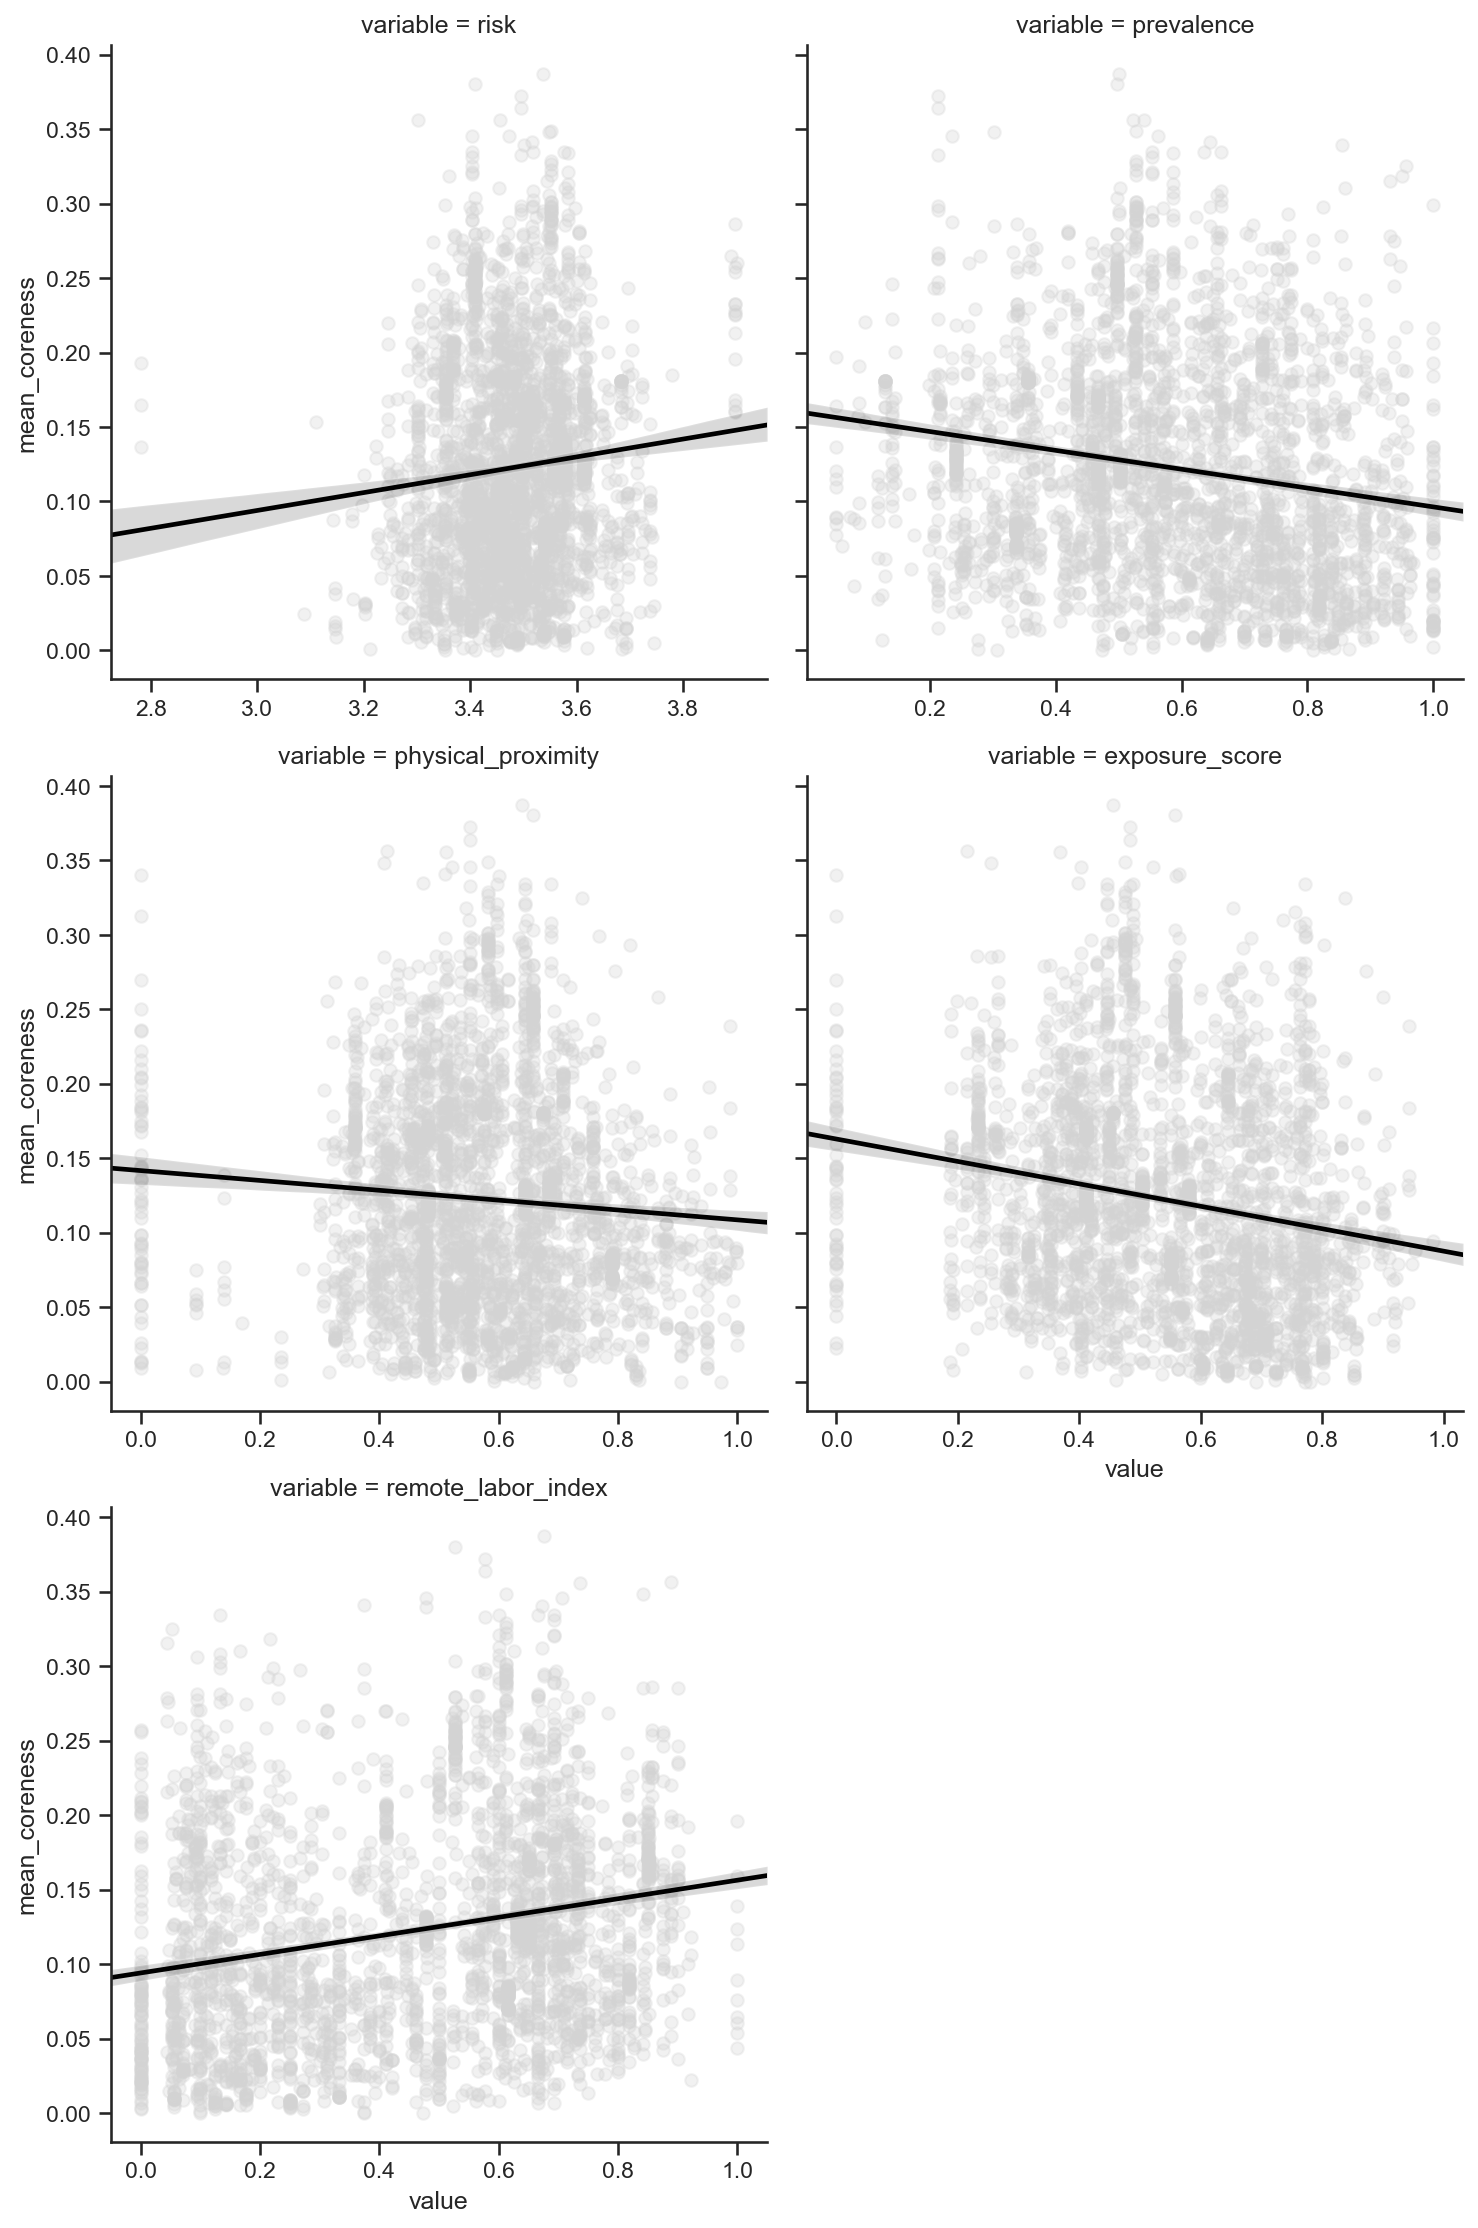 variable = risk
variable = prevalence
0.40
0.35
0.30
0.25
0.20
0.15
0.10
0.05
0.00
mean_coreness
2.8 3.0 3.2 3.4 3.6 3.8
0.2 0.4 0.6 0.8 1.0
variable = physical_proximity
variable = exposure_score
0.40
0.35
0.30
0.25
0.20
0.15
0.10
0.05
0.00
mean_coreness
0.0 0.2 0.4 0.6 0.8 1.0
0.0 0.2 0.4 0.6 0.8 1.0
value
variable = remote_labor_index
0.40
0.35
0.30
0.25
0.20
0.15
0.10
0.05
0.00
mean_coreness
0.0 0.2 0.4 0.6 0.8 1.0
value